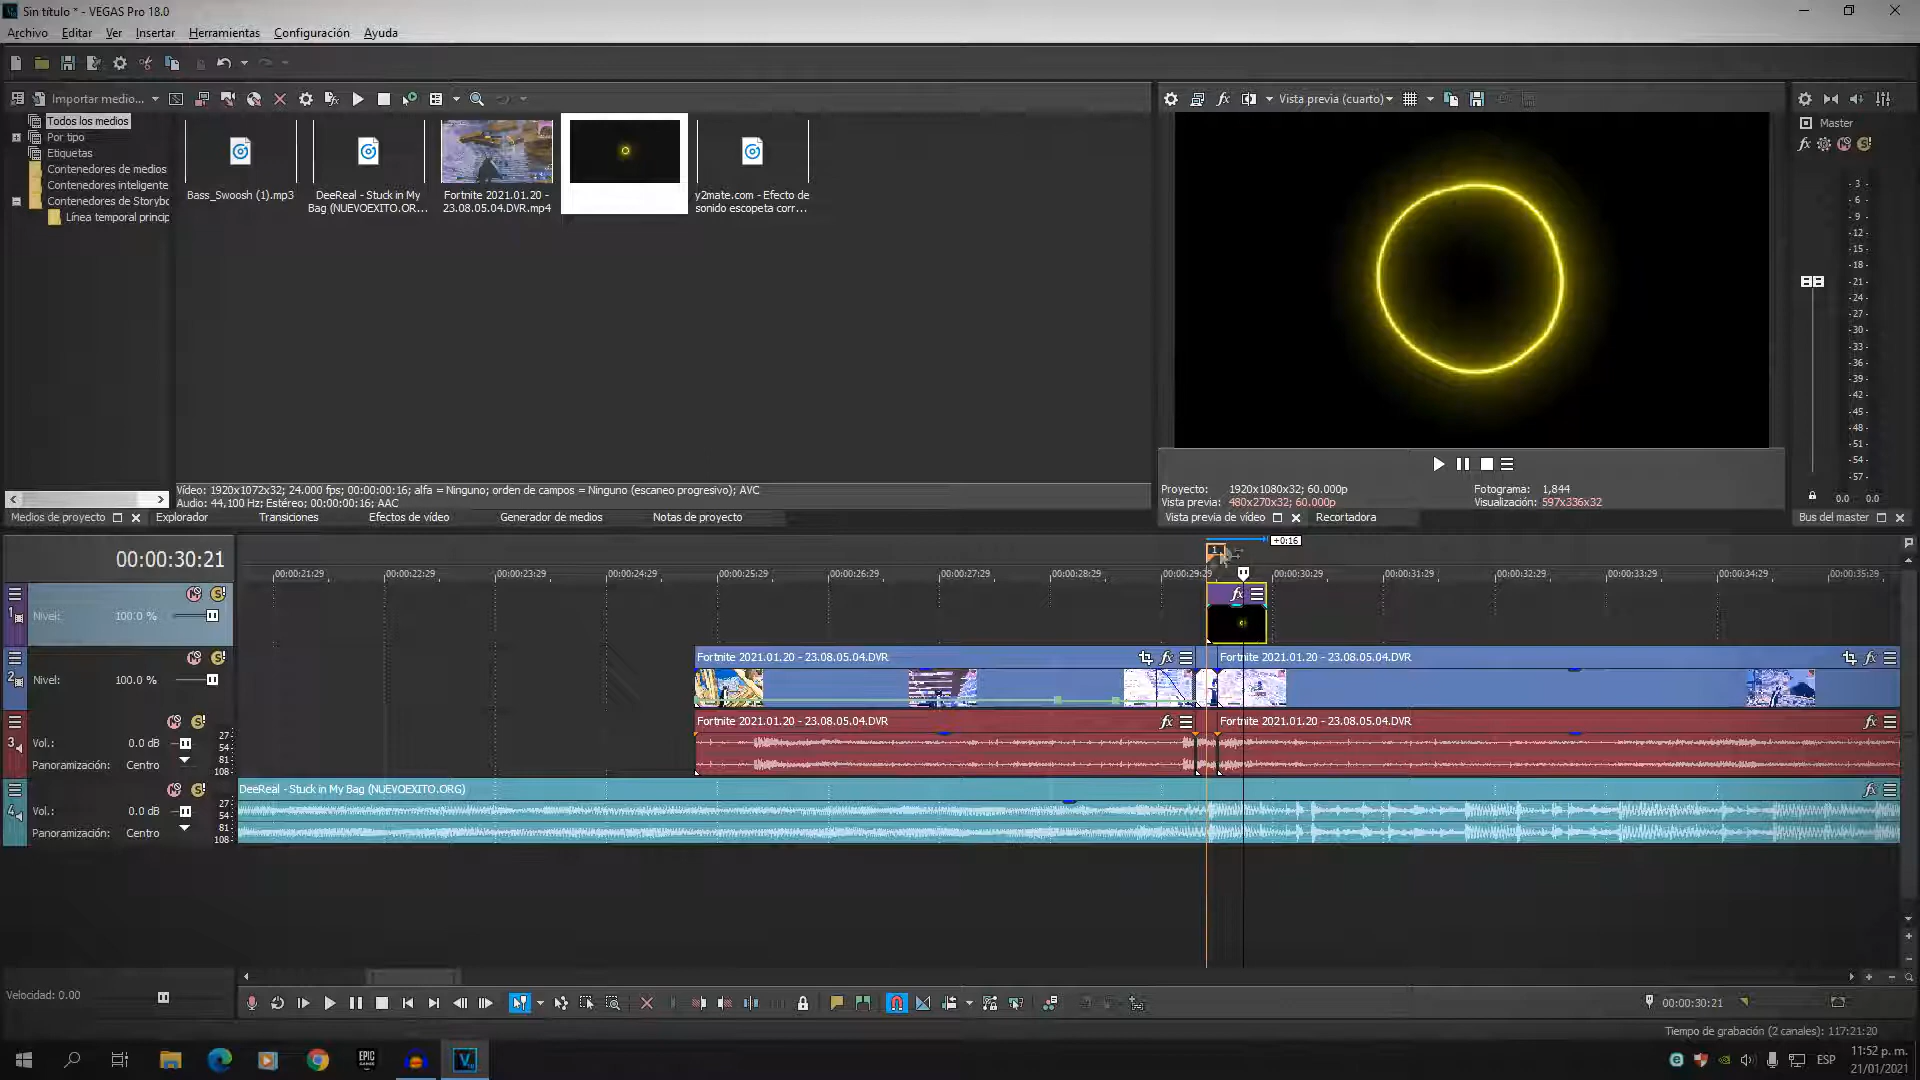 Sin título * - VEGAS Pro 18.0
Archivo Editar Ver Insertar Herramientas Configuración Ayuda
Importar medio...
Vista previa (cuarto)
Todos los medios
Por tipo
Etiquetas
Contenedores de medios
Contenedores inteligente
Contenedores de Storybo
Línea temporal princip
Bass_Swoosh (1).mp3
DeeReal - Stuck in My
Bag (NUEVOEXITO.OR...
Fortnite 2021.01.20 -
23.08.05.04.DVR.mp4
y2mate.com - Efecto de
sonido escopeta corr...
Master
-3-
-6-
-9-
-12-
-15-
-18-
-21-
-24-
-27-
-30-
-33-
-36-
-39-
-42-
-45-
-48-
-51-
-54-
-57-
0.0 0.0
Vídeo: 1920x1072x32; 24.000 fps; 00:00:00:16; alfa = Ninguno; orden de campos = Ninguno (escaneo progresivo); AVC
Audio: 44,100 Hz; Estéreo; 00:00:00:16; AAC
Proyecto: 1920x1080x32; 60.000p
Vista previa: 480x270x32; 60.000p
Fotograma: 1,844
Visualización: 597x336x32
Medios de proyecto Explorador Transiciones Efectos de vídeo Generador de medios Notas de proyecto
Vista previa de vídeo Recortadora
Bus del master
00:00:30:21
+0:16
1
00:00:21:29 00:00:22:29 00:00:23:29 00:00:24:29 00:00:25:29 00:00:26:29 00:00:27:29 00:00:28:29 00:00:29:29 00:00:30:29 00:00:31:29 00:00:32:29 00:00:33:29 00:00:34:29 00:00:35:29
1 Nivel: 100.0 %
fx
2 Nivel: 100.0 %
Fortnite 2021.01.20 - 23.08.05.04.DVR
Fortnite 2021.01.20 - 23.08.05.04.DVR
3 Vol.: 0.0 dB
Panoramización: Centro
27-
54-
81-
108-
Fortnite 2021.01.20 - 23.08.05.04.DVR
Fortnite 2021.01.20 - 23.08.05.04.DVR
4 Vol.: 0.0 dB
Panoramización: Centro
27-
54-
81-
108-
DeeReal - Stuck in My Bag (NUEVOEXITO.ORG)
Velocidad: 0.00
00:00:30:21
Tiempo de grabación (2 canales): 117:21:20
EPIC
GAMES
V
ESP
11:52 p. m.
21/01/2021